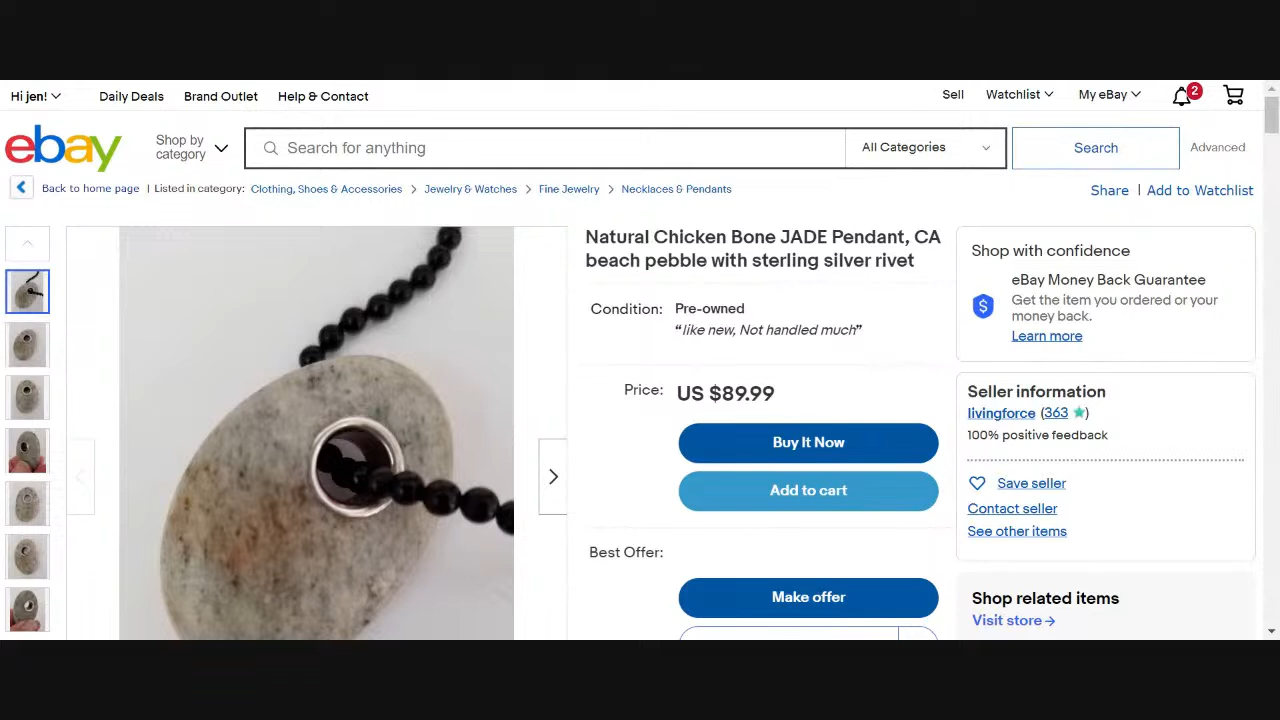 Hi jen!
Daily Deals
Brand Outlet
Help & Contact
Sell
Watchlist
My eBay
2
ebay
Shop by
category
Search for anything
All Categories
Search
Advanced
Back to home page | Listed in category: Clothing, Shoes & Accessories > Jewelry & Watches > Fine Jewelry > Necklaces & Pendants
Share | Add to Watchlist
Natural Chicken Bone JADE Pendant, CA
beach pebble with sterling silver rivet
Condition: Pre-owned
“like new, Not handled much”
Price: US $89.99
Buy It Now
Add to cart
Best Offer:
Make offer
Shop with confidence
eBay Money Back Guarantee
Get the item you ordered or your
money back.
Learn more
Seller information
livingforce (363 ★)
100% positive feedback
Save seller
Contact seller
See other items
Shop related items
Visit store→